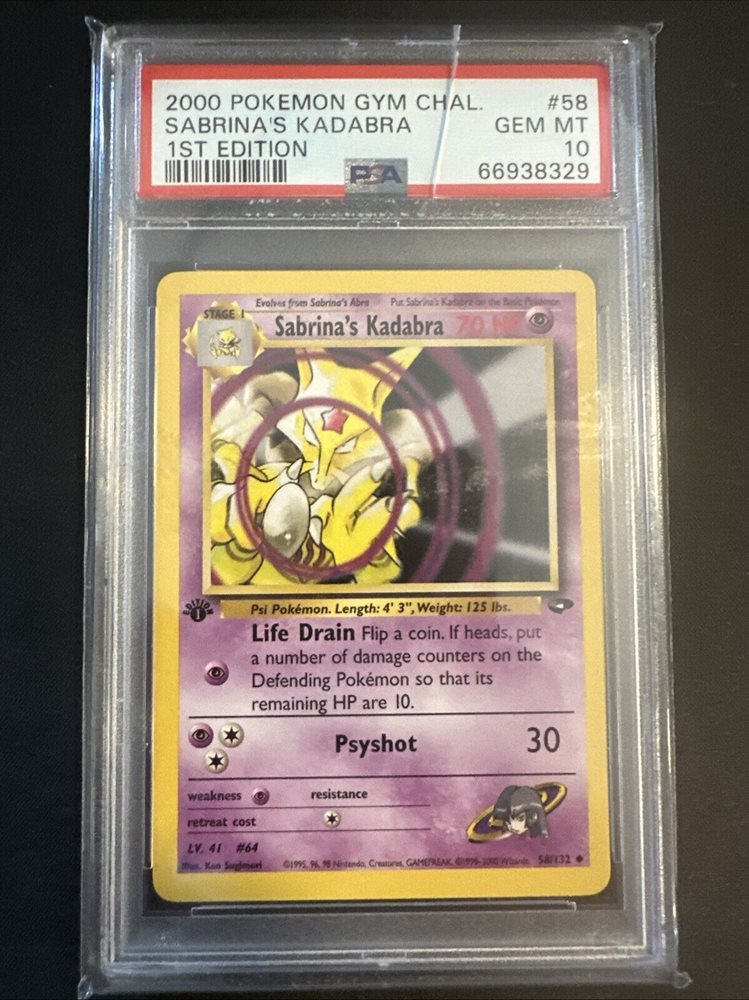 2000 POKEMON GYM CHAL. #58
SABRINA'S KADABRA GEM MT
1ST EDITION 10
PSA 66938329
Evolves from Sabrina's Abra Put Sabrina's Kadabra on the Basic Pokémon
STAGE 1
Sabrina's Kadabra 70 HP
EDITION 1
Psi Pokémon. Length: 4' 3", Weight: 125 lbs.
Life Drain Flip a coin. If heads, put
a number of damage counters on the
Defending Pokémon so that its
remaining HP are 10.
Psyshot 30
weakness resistance
retreat cost
LV. 41 #64
Illus. Ken Sugimori ©1995, 96, 98 Nintendo, Creatures, GAMEFREAK. ©1999-2000 Wizards. 58/132